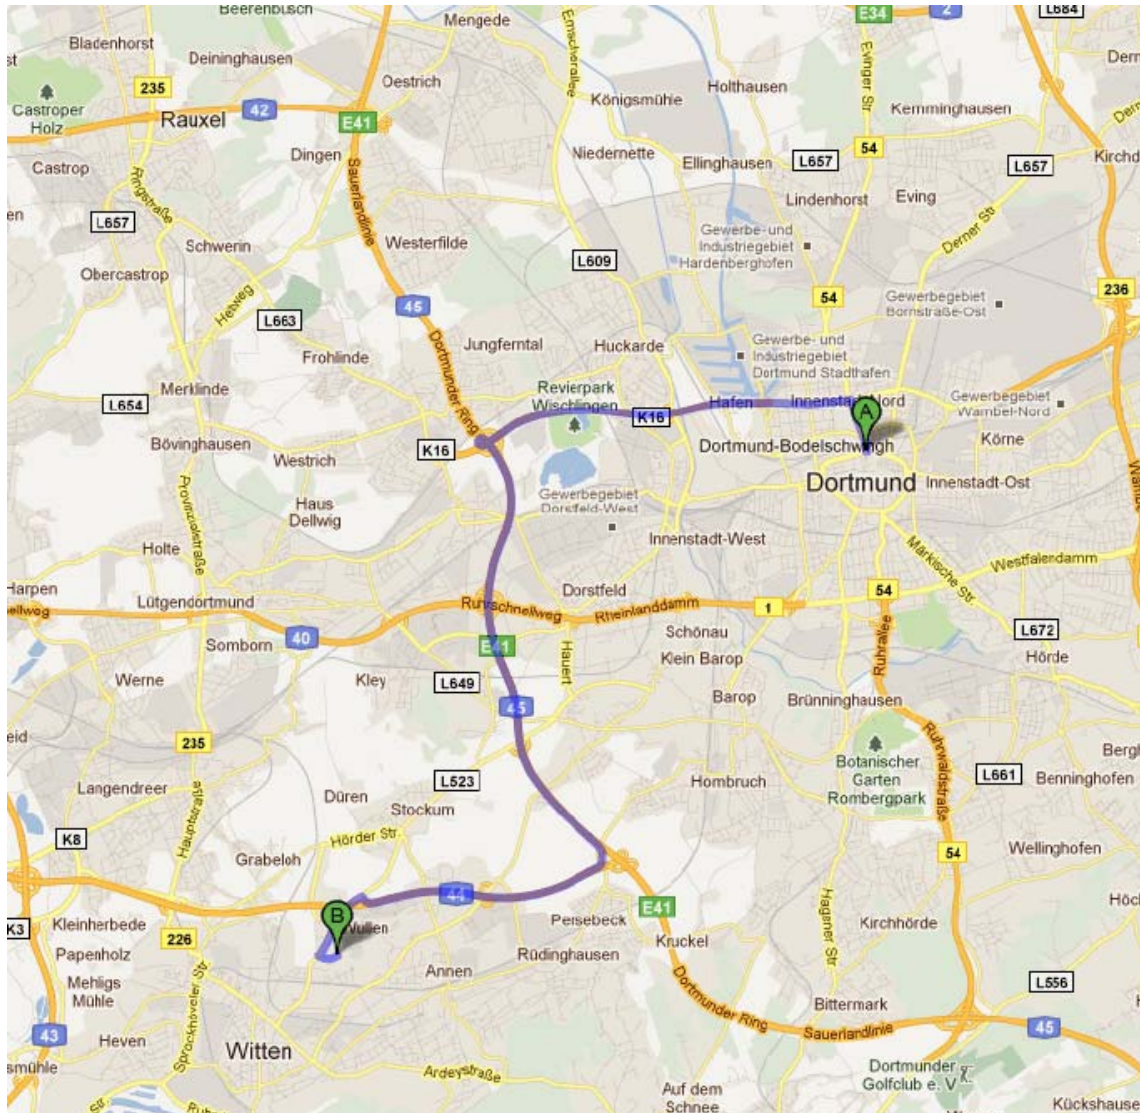 Beerenbusch
Mengede
E34
2
L684
Bladenhorst
Deininghausen
Oestrich
Emscherallee
Evinger Str.
235
Holthausen
Castroper
Holz
Rauxel
42
E41
Königsmühle
Kemminghausen
Castrop
Dingen
Niedernette
Ellinghausen
L657
54
L657
Ringstraße
Sauerlandlinie
Lindenhorst
Eving
L657
Schwerin
Westerfilde
Gewerbe- und
Industriegebiet
Hardenberghofen
Derner Str.
Obercastrop
L609
Hellweg
45
54
Gewerbegebiet
Bornstraße-Ost
236
L663
Frohlinde
Dortmunder Ring
Jungferntal
Huckarde
Gewerbe- und
Industriegebiet
Dortmund Stadthafen
Merklinde
Revierpark
Wischlingen
L654
K16
Hafen
Innenstadt-Nord
Gewerbegebiet
Wambel-Nord
A
Bövinghausen
K16
Dortmund-Bodelschwingh
Körne
Westrich
Dortmund
Innenstadt-Ost
Haus
Dellwig
Gewerbegebiet
Dorstfeld-West
Provinzialstraße
Innenstadt-West
Holte
Märkische Str.
Westfalendamm
Harpen
Dorstfeld
54
Lütgendortmund
Ruhrschnellweg
Rheinlanddamm
1
40
Somborn
E41
Schönau
L672
Hauert
Klein Barop
Ruhrallee
Hörde
Werne
Kley
L649
Barop
Brünninghausen
45
235
Ruhrwaldstraße
Botanischer
Garten
Rombergpark
L523
Hombruch
L661
Benninghofen
Langendreer
Düren
Stockum
Hauptstraße
K8
Hörder Str.
Wellinghofen
Grabeloh
54
44
B
E41
Hagener Str
Kleinherbede
Wullen
Persebeck
Kirchhörde
K3
226
Kruckel
Papenholz
Rüdinghausen
Annen
Mehligs
Mühle
Sprockhöveler Str.
Dortmunder Ring
L556
Bittermark
43
Heven
Witten
Sauerlandlinie
45
Ardeystraße
Dortmunder
Golfclub e. V
Auf dem
Schnee
Kückshause